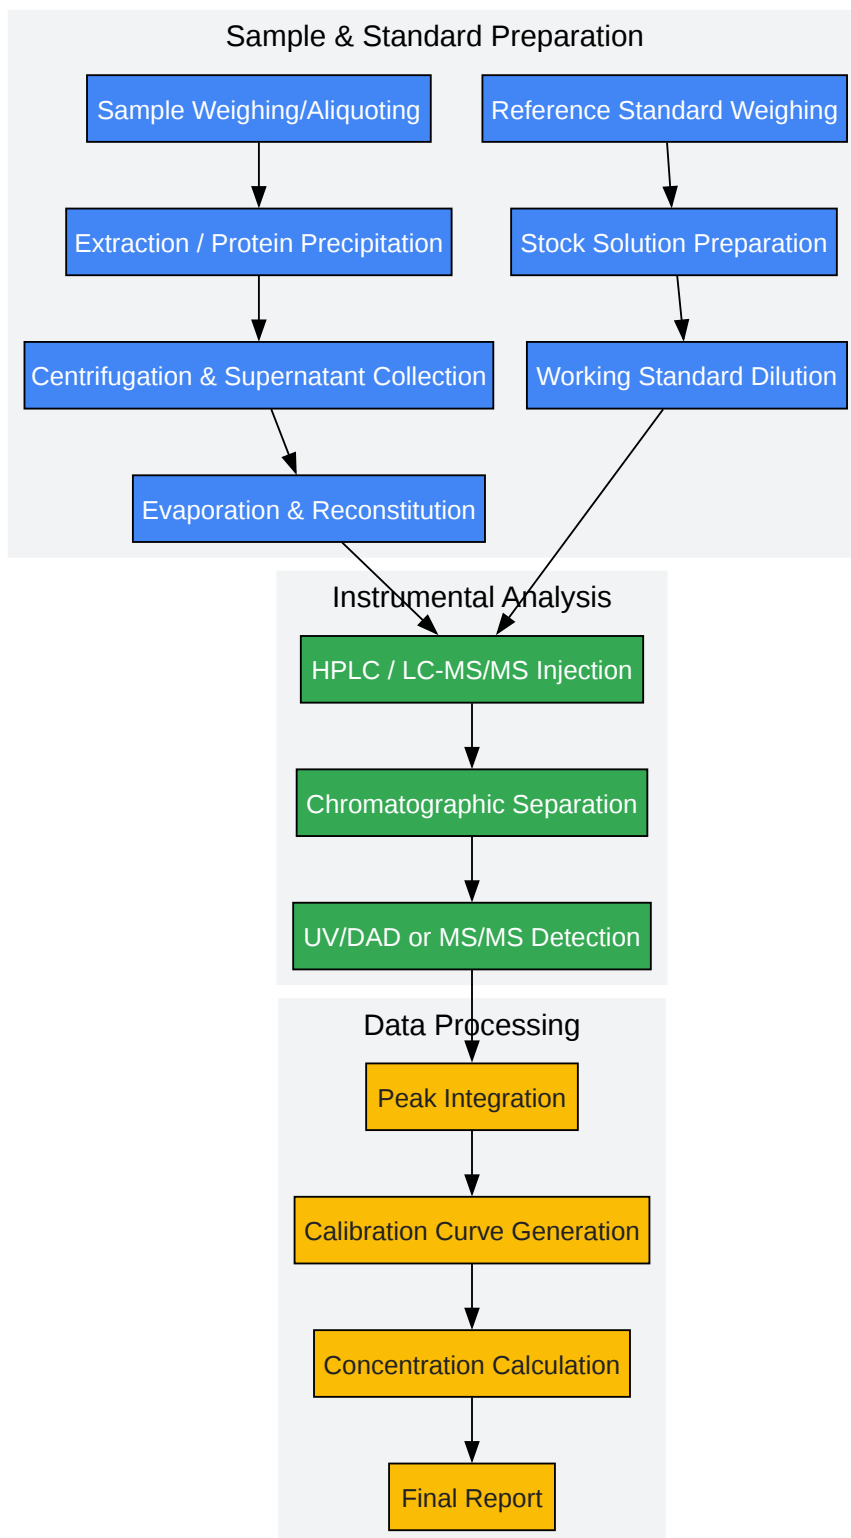 Sample & Standard Preparation
Sample Weighing/Aliquoting
Reference Standard Weighing
Extraction / Protein Precipitation
Stock Solution Preparation
Centrifugation & Supernatant Collection
Working Standard Dilution
Evaporation & Reconstitution
Instrumental Analysis
HPLC / LC-MS/MS Injection
Chromatographic Separation
UV/DAD or MS/MS Detection
Data Processing
Peak Integration
Calibration Curve Generation
Concentration Calculation
Final Report